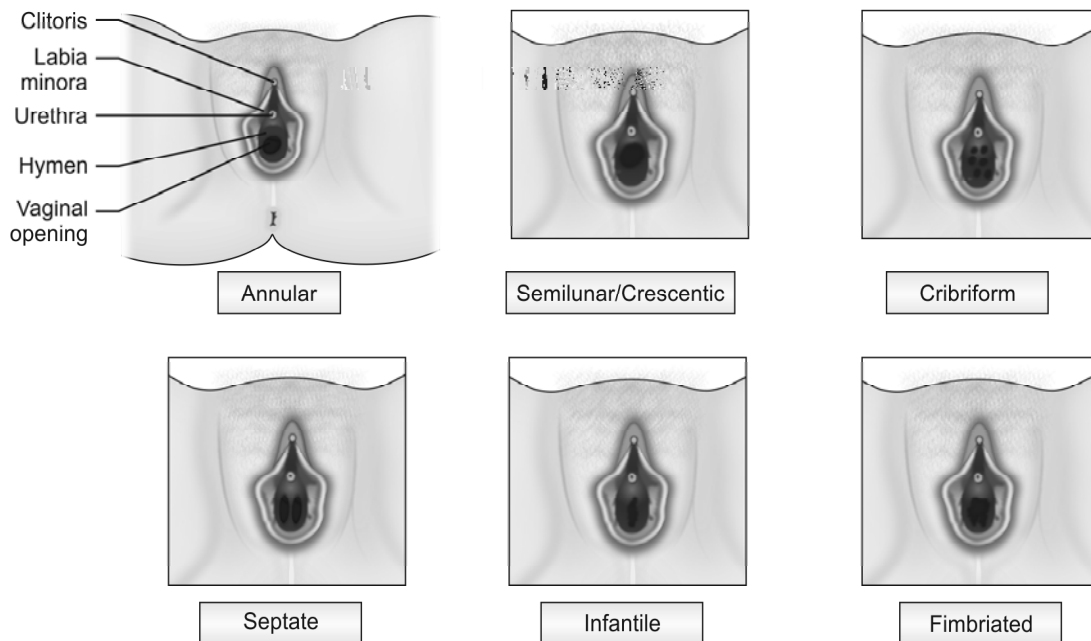 Clitoris
Labia
minora
Urethra
Hymen
Vaginal
opening
Annular
Semilunar/Crescentic
Cribriform
Septate
Infantile
Fimbriated